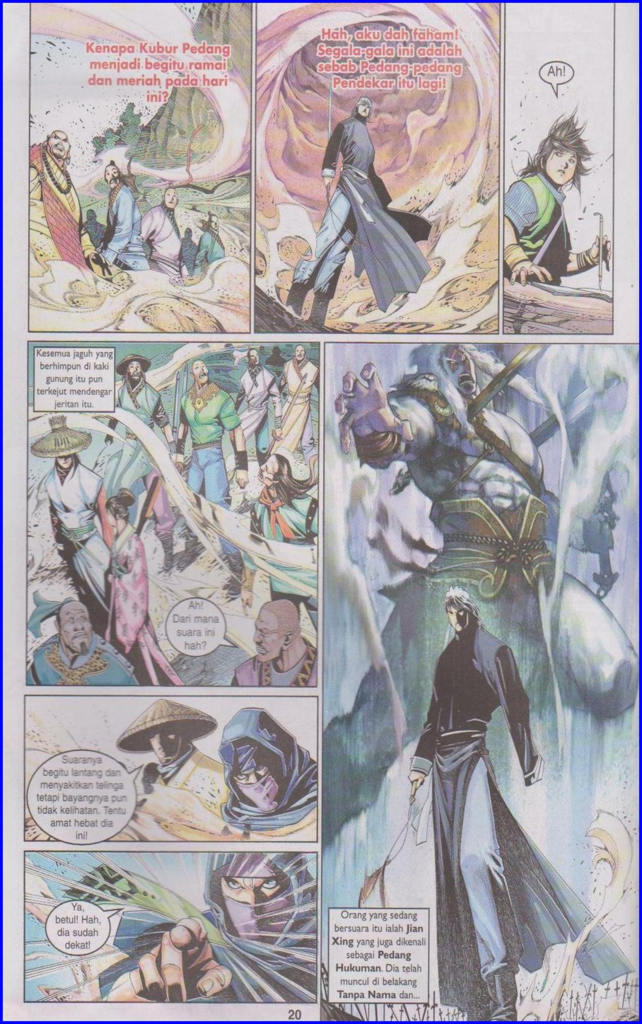 Kenapa Kubur Pedang
menjadi begitu ramai
dan meriah pada hari
ini?
Hah, aku dah faham!
Segala-gala ini adalah
sebab Pedang-pedang
Pendekar itu lagi!
Ah!
Kesemua jaguh yang
berhimpun di kaki
gunung itu pun
terkejut mendengar
jeritan itu.
Ah!
Dari mana
suara ini
hah?
Suaranya
begitu lantang dan
menyakitkan telinga
tetapi bayangnya pun
tidak kelihatan. Tentu
amat hebat dia
ini!
Ya,
betul! Hah,
dia sudah
dekat!
Orang yang sedang
bersuara itu ialah Jian
Xing yang juga dikenali
sebagai Pedang
Hukuman. Dia telah
muncul di belakang
Tanpa Nama dan...
20